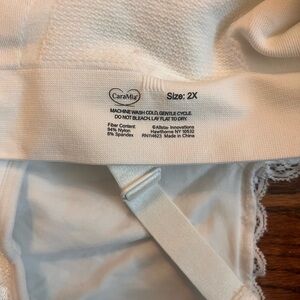 CaraMia
Size: 2X
MACHINE WASH COLD, GENTLE CYCLE.
DO NOT BLEACH, LAY FLAT TO DRY.
Fiber Content
94% Nylon
6% Spandex
©Allstar Innovations
Hawthorne NY 10532
RN114623 Made in China